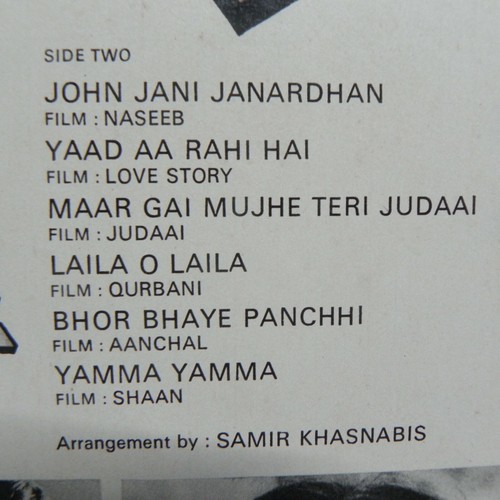 SIDE TWO
JOHN JANI JANARDHAN
FILM : NASEEB
YAAD AA RAHI HAI
FILM : LOVE STORY
MAAR GAI MUJHE TERI JUDAAI
FILM : JUDAAI
LAILA O LAILA
FILM : QURBANI
BHOR BHAYE PANCHHI
FILM : AANCHAL
YAMMA YAMMA
FILM : SHAAN
Arrangement by : SAMIR KHASNABIS